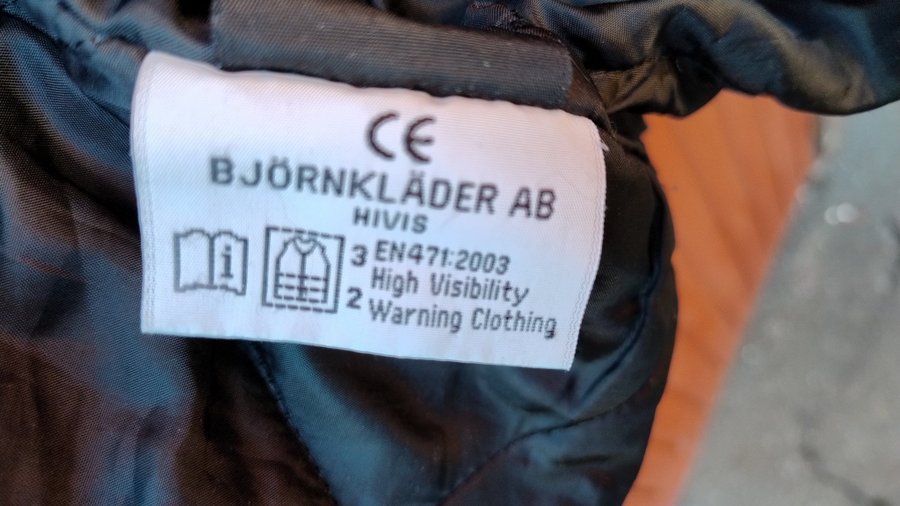 CE
BJÖRNKLÄDER AB
HIVIS
i 3 EN471:2003
High Visibility
2 Warning Clothing